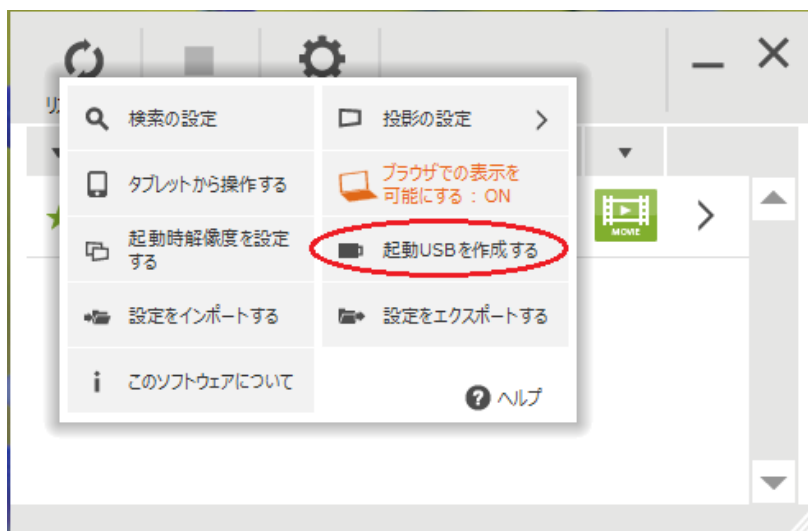 リ
検索の設定
投影の設定
タブレットから操作する
ブラウザでの表示を
可能にする : ON
起動時解像度を設定
する
起動USBを作成する
MOVIE
設定をインポートする
設定をエクスポートする
このソフトウェアについて
ヘルプ